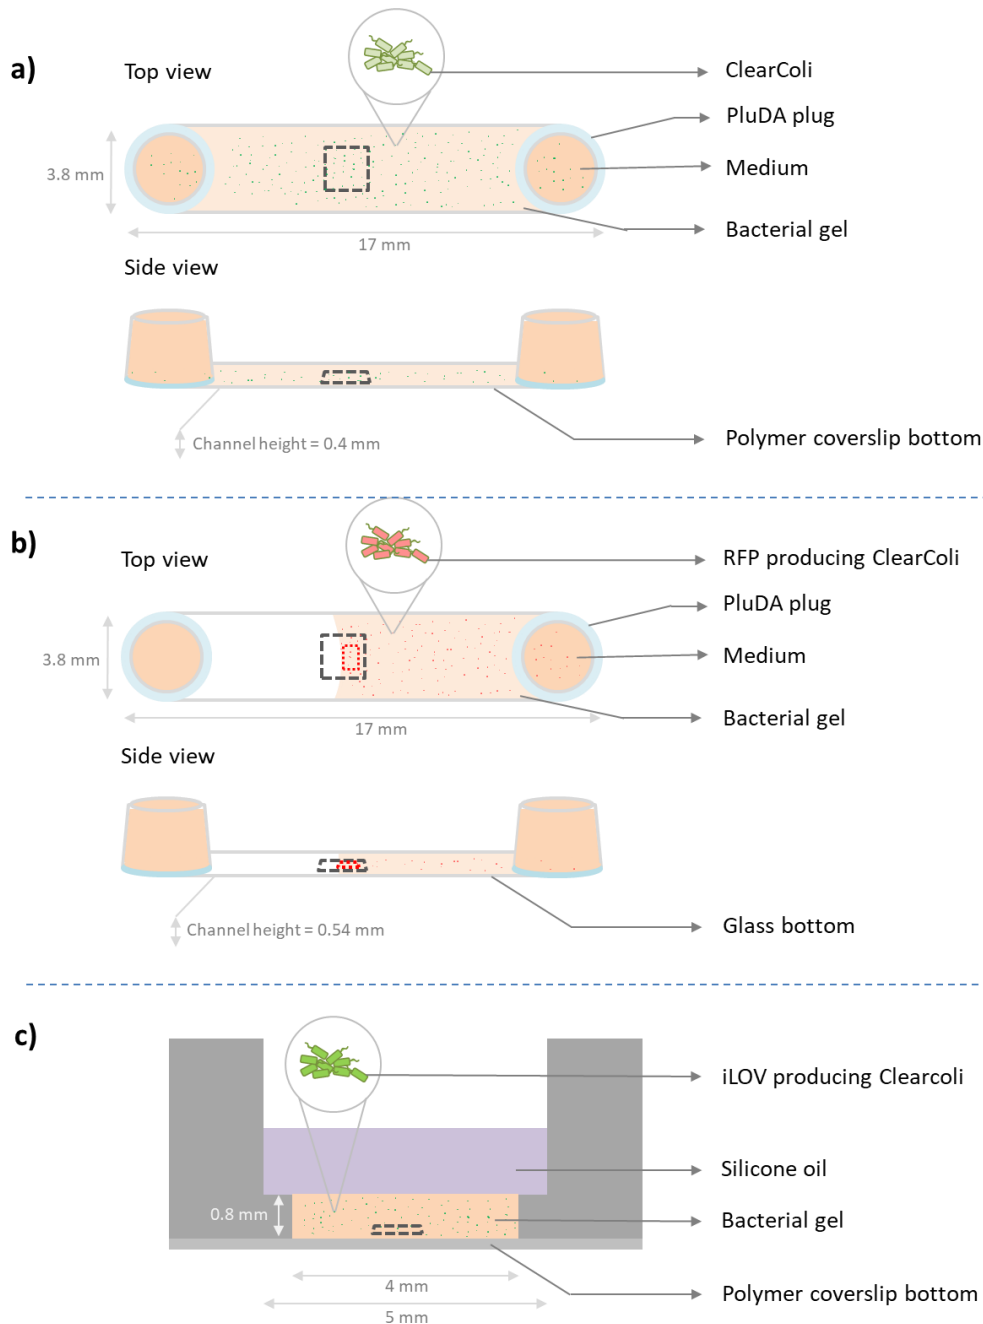 a)
Top view
ClearColi
PluDA plug
3.8 mm
Medium
Bacterial gel
17 mm
Side view
Channel height = 0.4 mm
Polymer coverslip bottom
b)
Top view
RFP producing ClearColi
PluDA plug
3.8 mm
Medium
Bacterial gel
17 mm
Side view
Channel height = 0.54 mm
Glass bottom
c)
iLOV producing Clearcoli
Silicone oil
0.8 mm
Bacterial gel
4 mm
Polymer coverslip bottom
5 mm